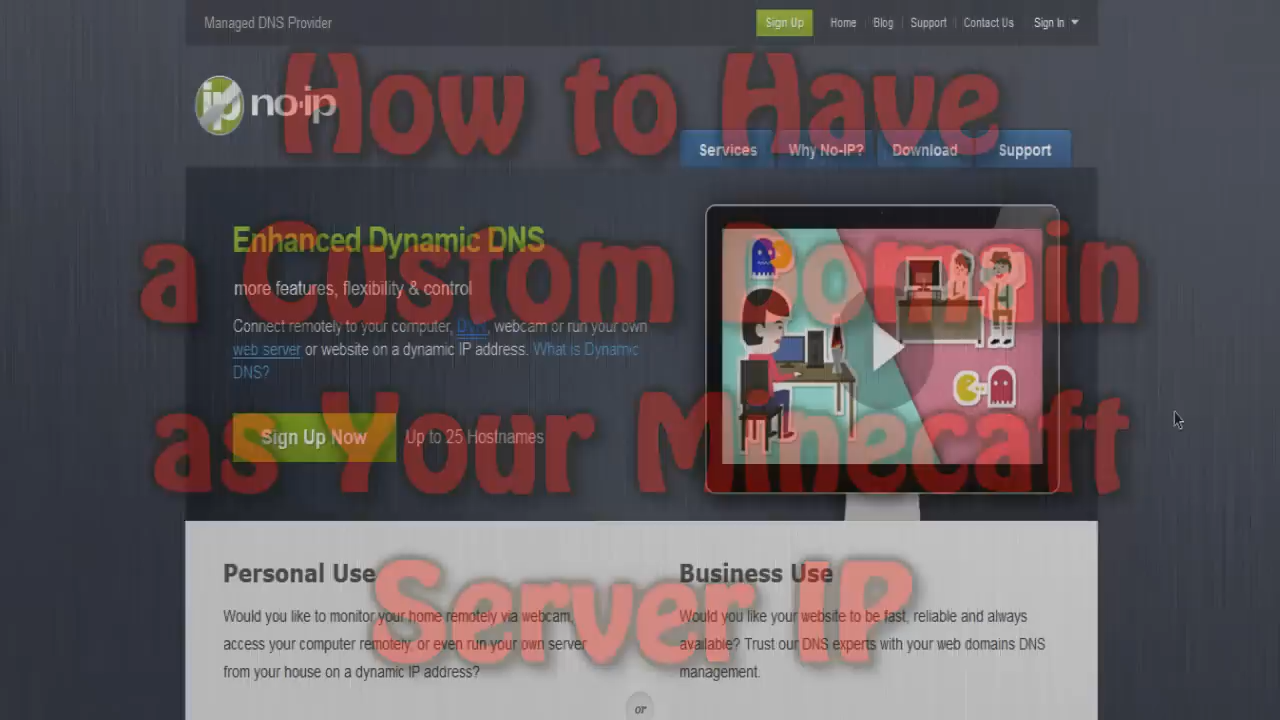 Managed DNS Provider
Sign Up Home Blog Support Contact Us Sign In
How to Have
ip no-ip
Services Why No-IP? Download Support
a Custom Domain
Enhanced Dynamic DNS
more features, flexibility & control
Connect remotely to your computer, DVR, webcam or run your own
web server or website on a dynamic IP address. What is Dynamic
DNS?
as Your Minecaft
Sign Up Now Up to 25 Hostnames
Server IP
Personal Use
Would you like to monitor your home remotely via webcam,
access your computer remotely, or even run your own server
from your house on a dynamic IP address?
Business Use
Would you like your website to be fast, reliable and always
available? Trust our DNS experts with your web domains DNS
management.
or